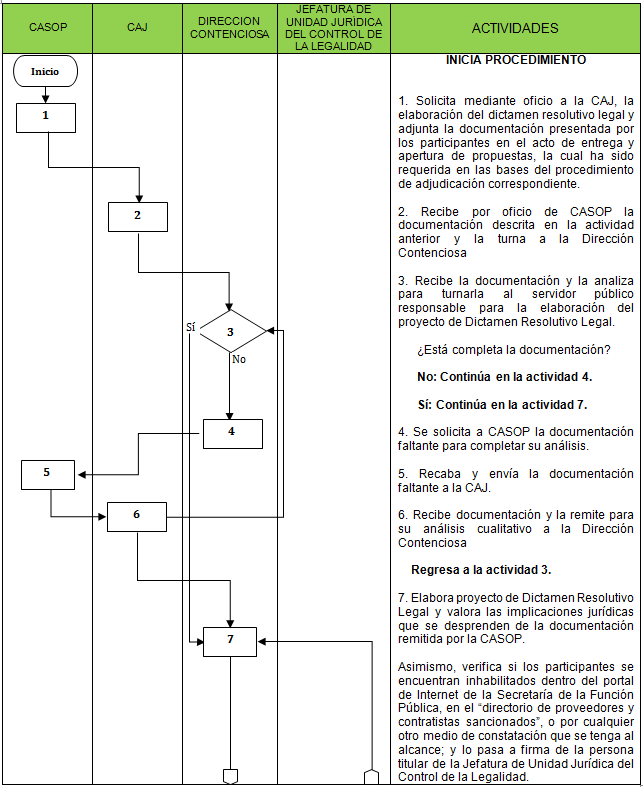 CASOP
CAJ
DIRECCION
CONTENCIOSA
JEFATURA DE
UNIDAD JURÍDICA
DEL CONTROL DE
LA LEGALIDAD
ACTIVIDADES
Inicio
1
2
3
Sí
No
4
5
6
7
INICIA PROCEDIMIENTO
1. Solicita mediante oficio a la CAJ, la
elaboración del dictamen resolutivo legal y
adjunta la documentación presentada por
los participantes en el acto de entrega y
apertura de propuestas, la cual ha sido
requerida en las bases del procedimiento
de adjudicación correspondiente.
2. Recibe por oficio de CASOP la
documentación descrita en la actividad
anterior y la turna a la Dirección
Contenciosa
3. Recibe la documentación y la analiza
para turnarla al servidor público
responsable para la elaboración del
proyecto de Dictamen Resolutivo Legal.
¿Está completa la documentación?
No: Continúa en la actividad 4.
Sí: Continúa en la actividad 7.
4. Se solicita a CASOP la documentación
faltante para completar su análisis.
5. Recaba y envía la documentación
faltante a la CAJ.
6. Recibe documentación y la remite para
su análisis cualitativo a la Dirección
Contenciosa
Regresa a la actividad 3.
7. Elabora proyecto de Dictamen Resolutivo
Legal y valora las implicaciones jurídicas
que se desprenden de la documentación
remitida por la CASOP.
Asimismo, verifica si los participantes se
encuentran inhabilitados dentro del portal
de Internet de la Secretaría de la Función
Pública, en el “directorio de proveedores y
contratistas sancionados”, o por cualquier
otro medio de constatación que se tenga al
alcance; y lo pasa a firma de la persona
titular de la Jefatura de Unidad Jurídica del
Control de la Legalidad.